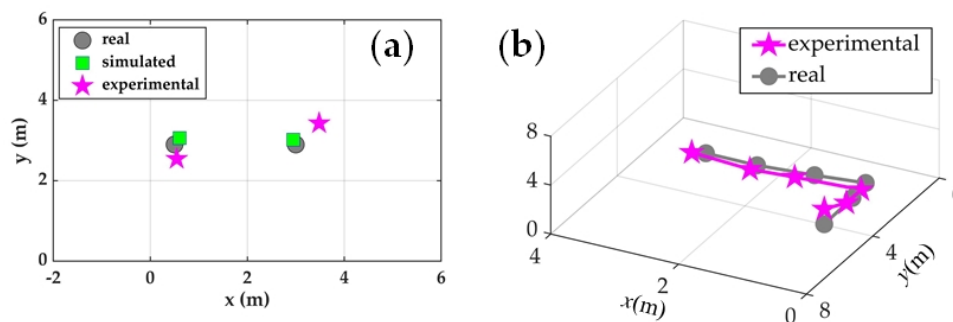 (a)
real
simulated
experimental
6
4
2
0
y (m)
-2 0 2 4 6
x (m)
(b)
experimental
real
8
4
0
4
2
0
x(m)
8
4
y(m)